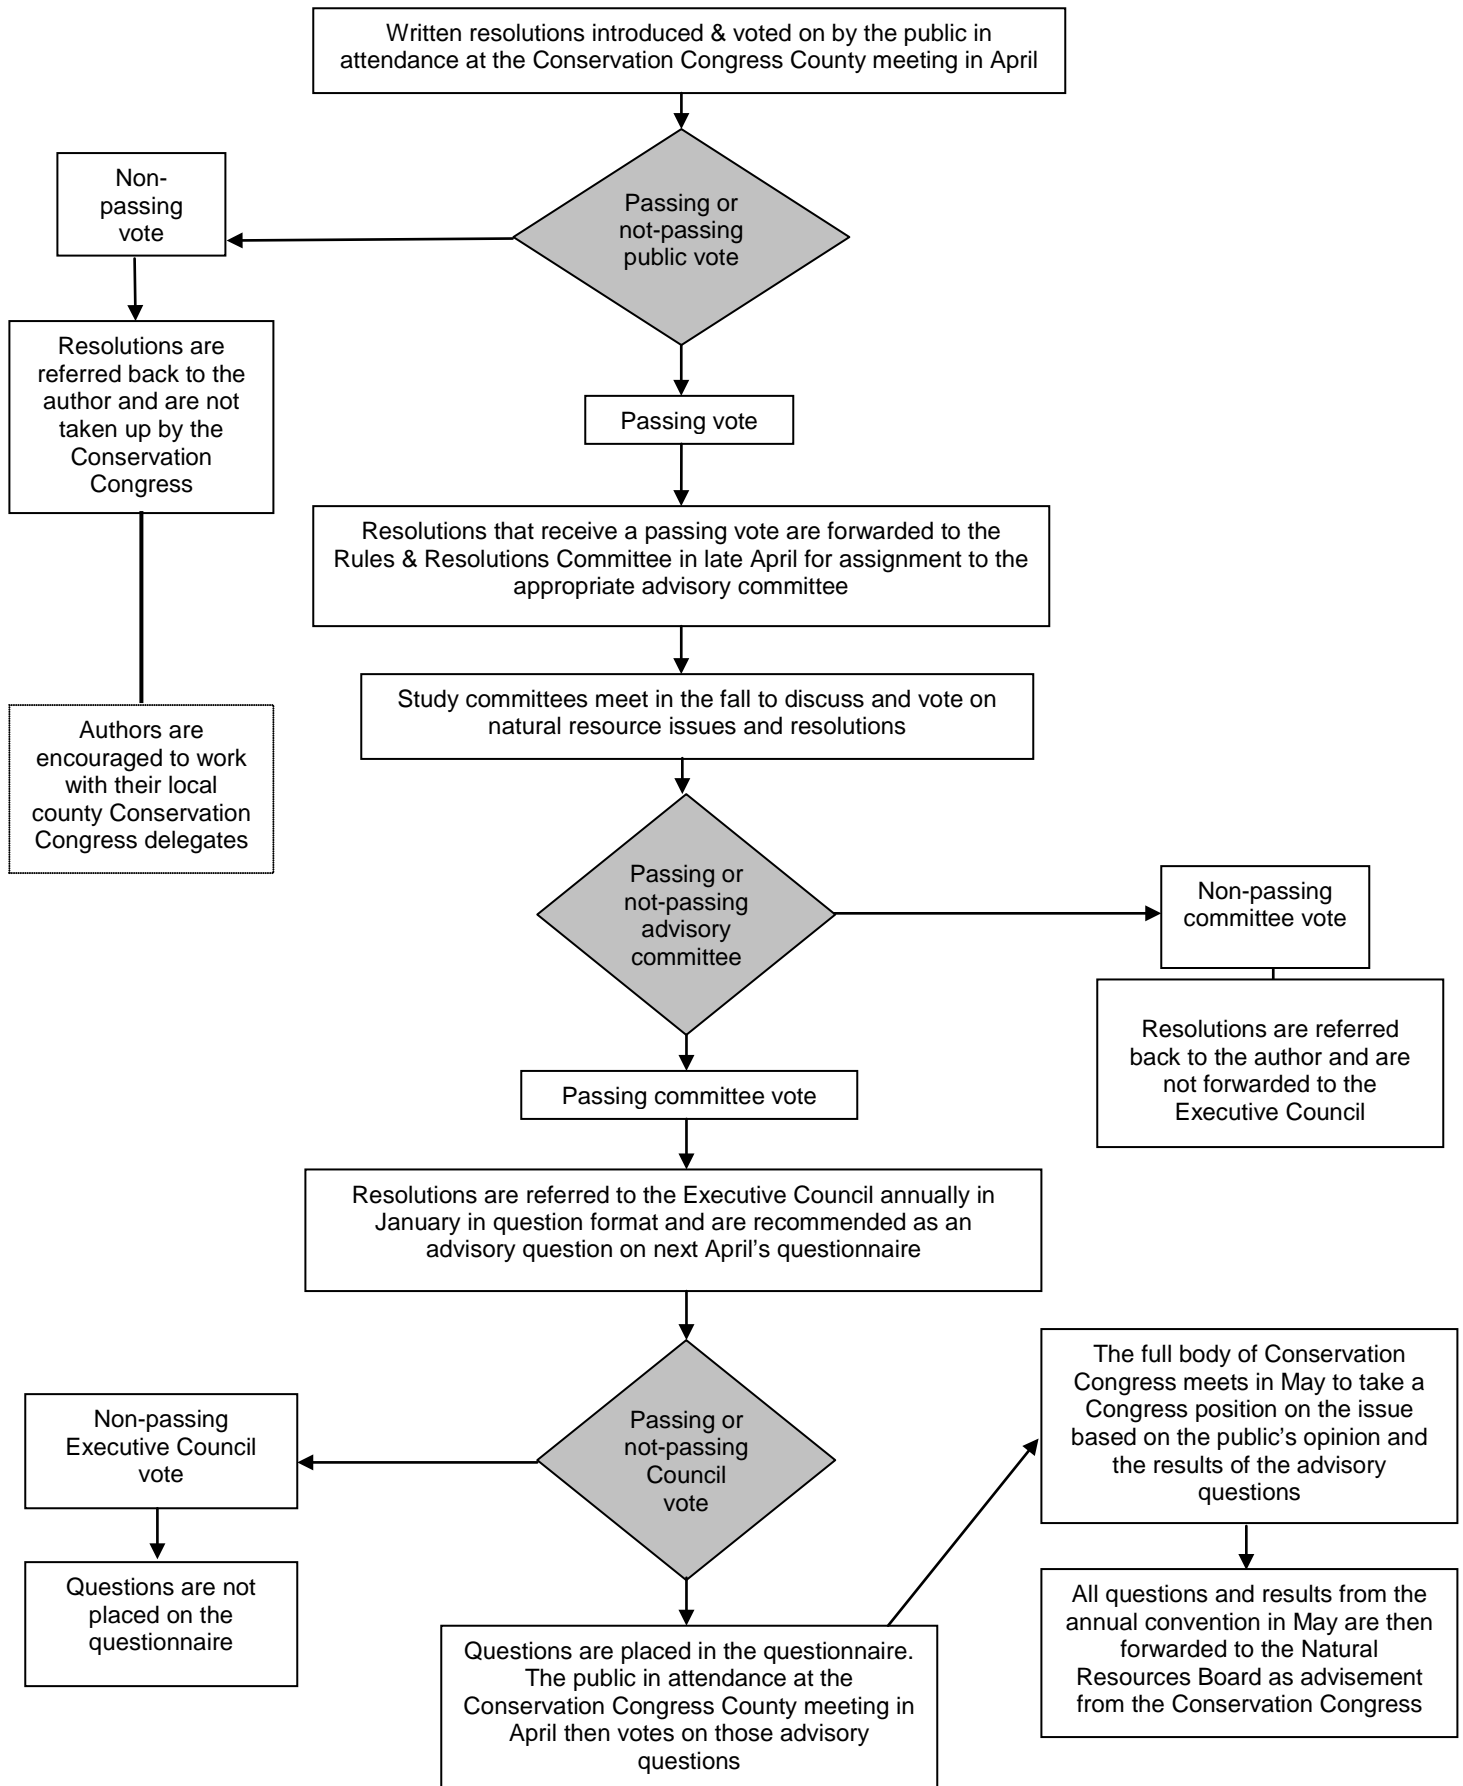 Written resolutions introduced & voted on by the public in
attendance at the Conservation Congress County meeting in April
Passing or
not-passing
public vote
Non-
passing
vote
Resolutions are
referred back to the
author and are not
taken up by the
Conservation
Congress
Authors are
encouraged to work
with their local
county Conservation
Congress delegates
Passing vote
Resolutions that receive a passing vote are forwarded to the
Rules & Resolutions Committee in late April for assignment to the
appropriate advisory committee
Study committees meet in the fall to discuss and vote on
natural resource issues and resolutions
Passing or
not-passing
advisory
committee
Non-passing
committee vote
Resolutions are referred
back to the author and are
not forwarded to the
Executive Council
Passing committee vote
Resolutions are referred to the Executive Council annually in
January in question format and are recommended as an
advisory question on next April's questionnaire
Passing or
not-passing
Council
vote
Non-passing
Executive Council
vote
Questions are not
placed on the
questionnaire
Questions are placed in the questionnaire.
The public in attendance at the
Conservation Congress County meeting in
April then votes on those advisory
questions
The full body of Conservation
Congress meets in May to take a
Congress position on the issue
based on the public's opinion and
the results of the advisory
questions
All questions and results from the
annual convention in May are then
forwarded to the Natural
Resources Board as advisement
from the Conservation Congress